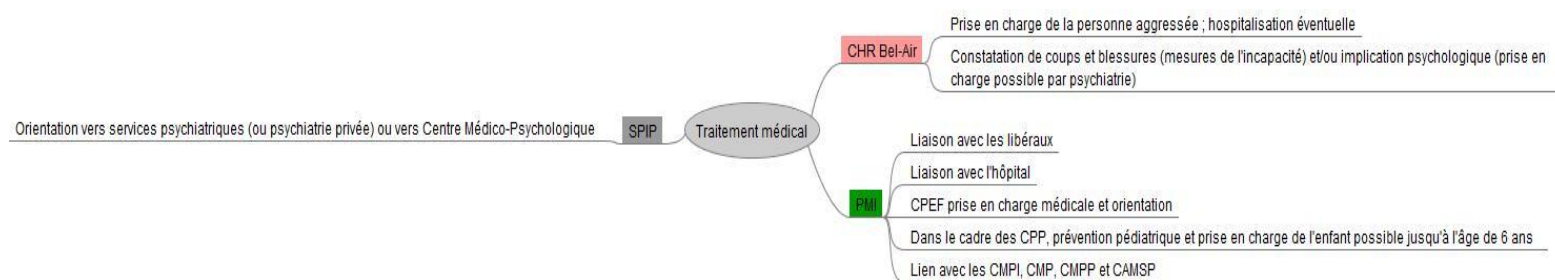 Orientation vers services psychiatriques (ou psychiatrie privée) ou vers Centre Médico-Psychologique
SPIP
Traitement médical
CHR Bel-Air
Prise en charge de la personne aggressée ; hospitalisation éventuelle
Constatation de coups et blessures (mesures de l'incapacité) et/ou implication psychologique (prise en
charge possible par psychiatrie)
PMI
Liaison avec les libéraux
Liaison avec l'hôpital
CPEF prise en charge médicale et orientation
Dans le cadre des CPP, prévention pédiatrique et prise en charge de l'enfant possible jusqu'à l'âge de 6 ans
Lien avec les CMPI, CMP, CMPP et CAMSP